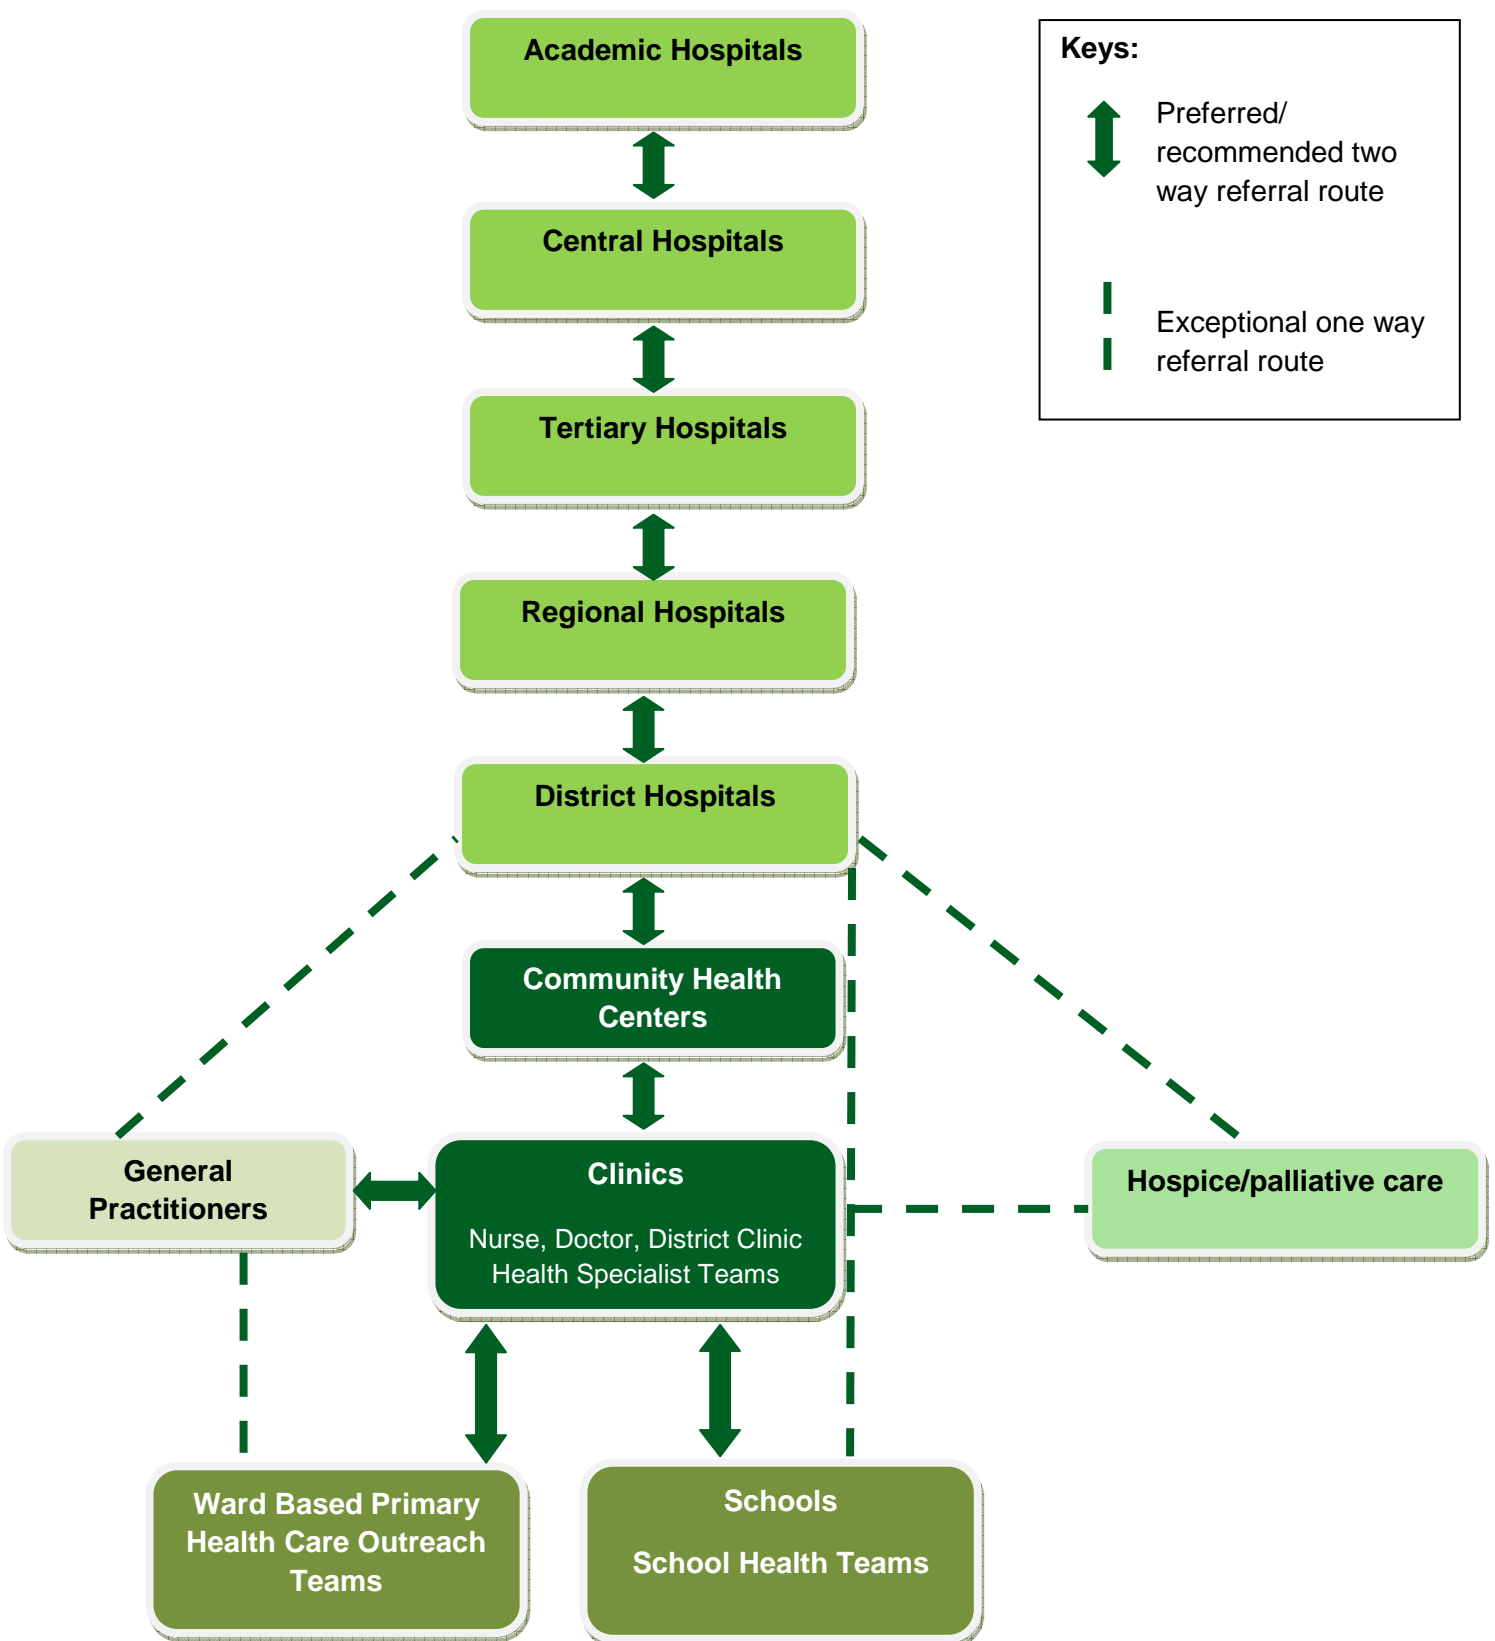 Academic Hospitals
Keys:
Preferred/
recommended two
way referral route
Exceptional one way
referral route
Central Hospitals
Tertiary Hospitals
Regional Hospitals
District Hospitals
Community Health
Centers
General
Practitioners
Clinics
Nurse, Doctor, District Clinic
Health Specialist Teams
Hospice/palliative care
Ward Based Primary
Health Care Outreach
Teams
Schools
School Health Teams